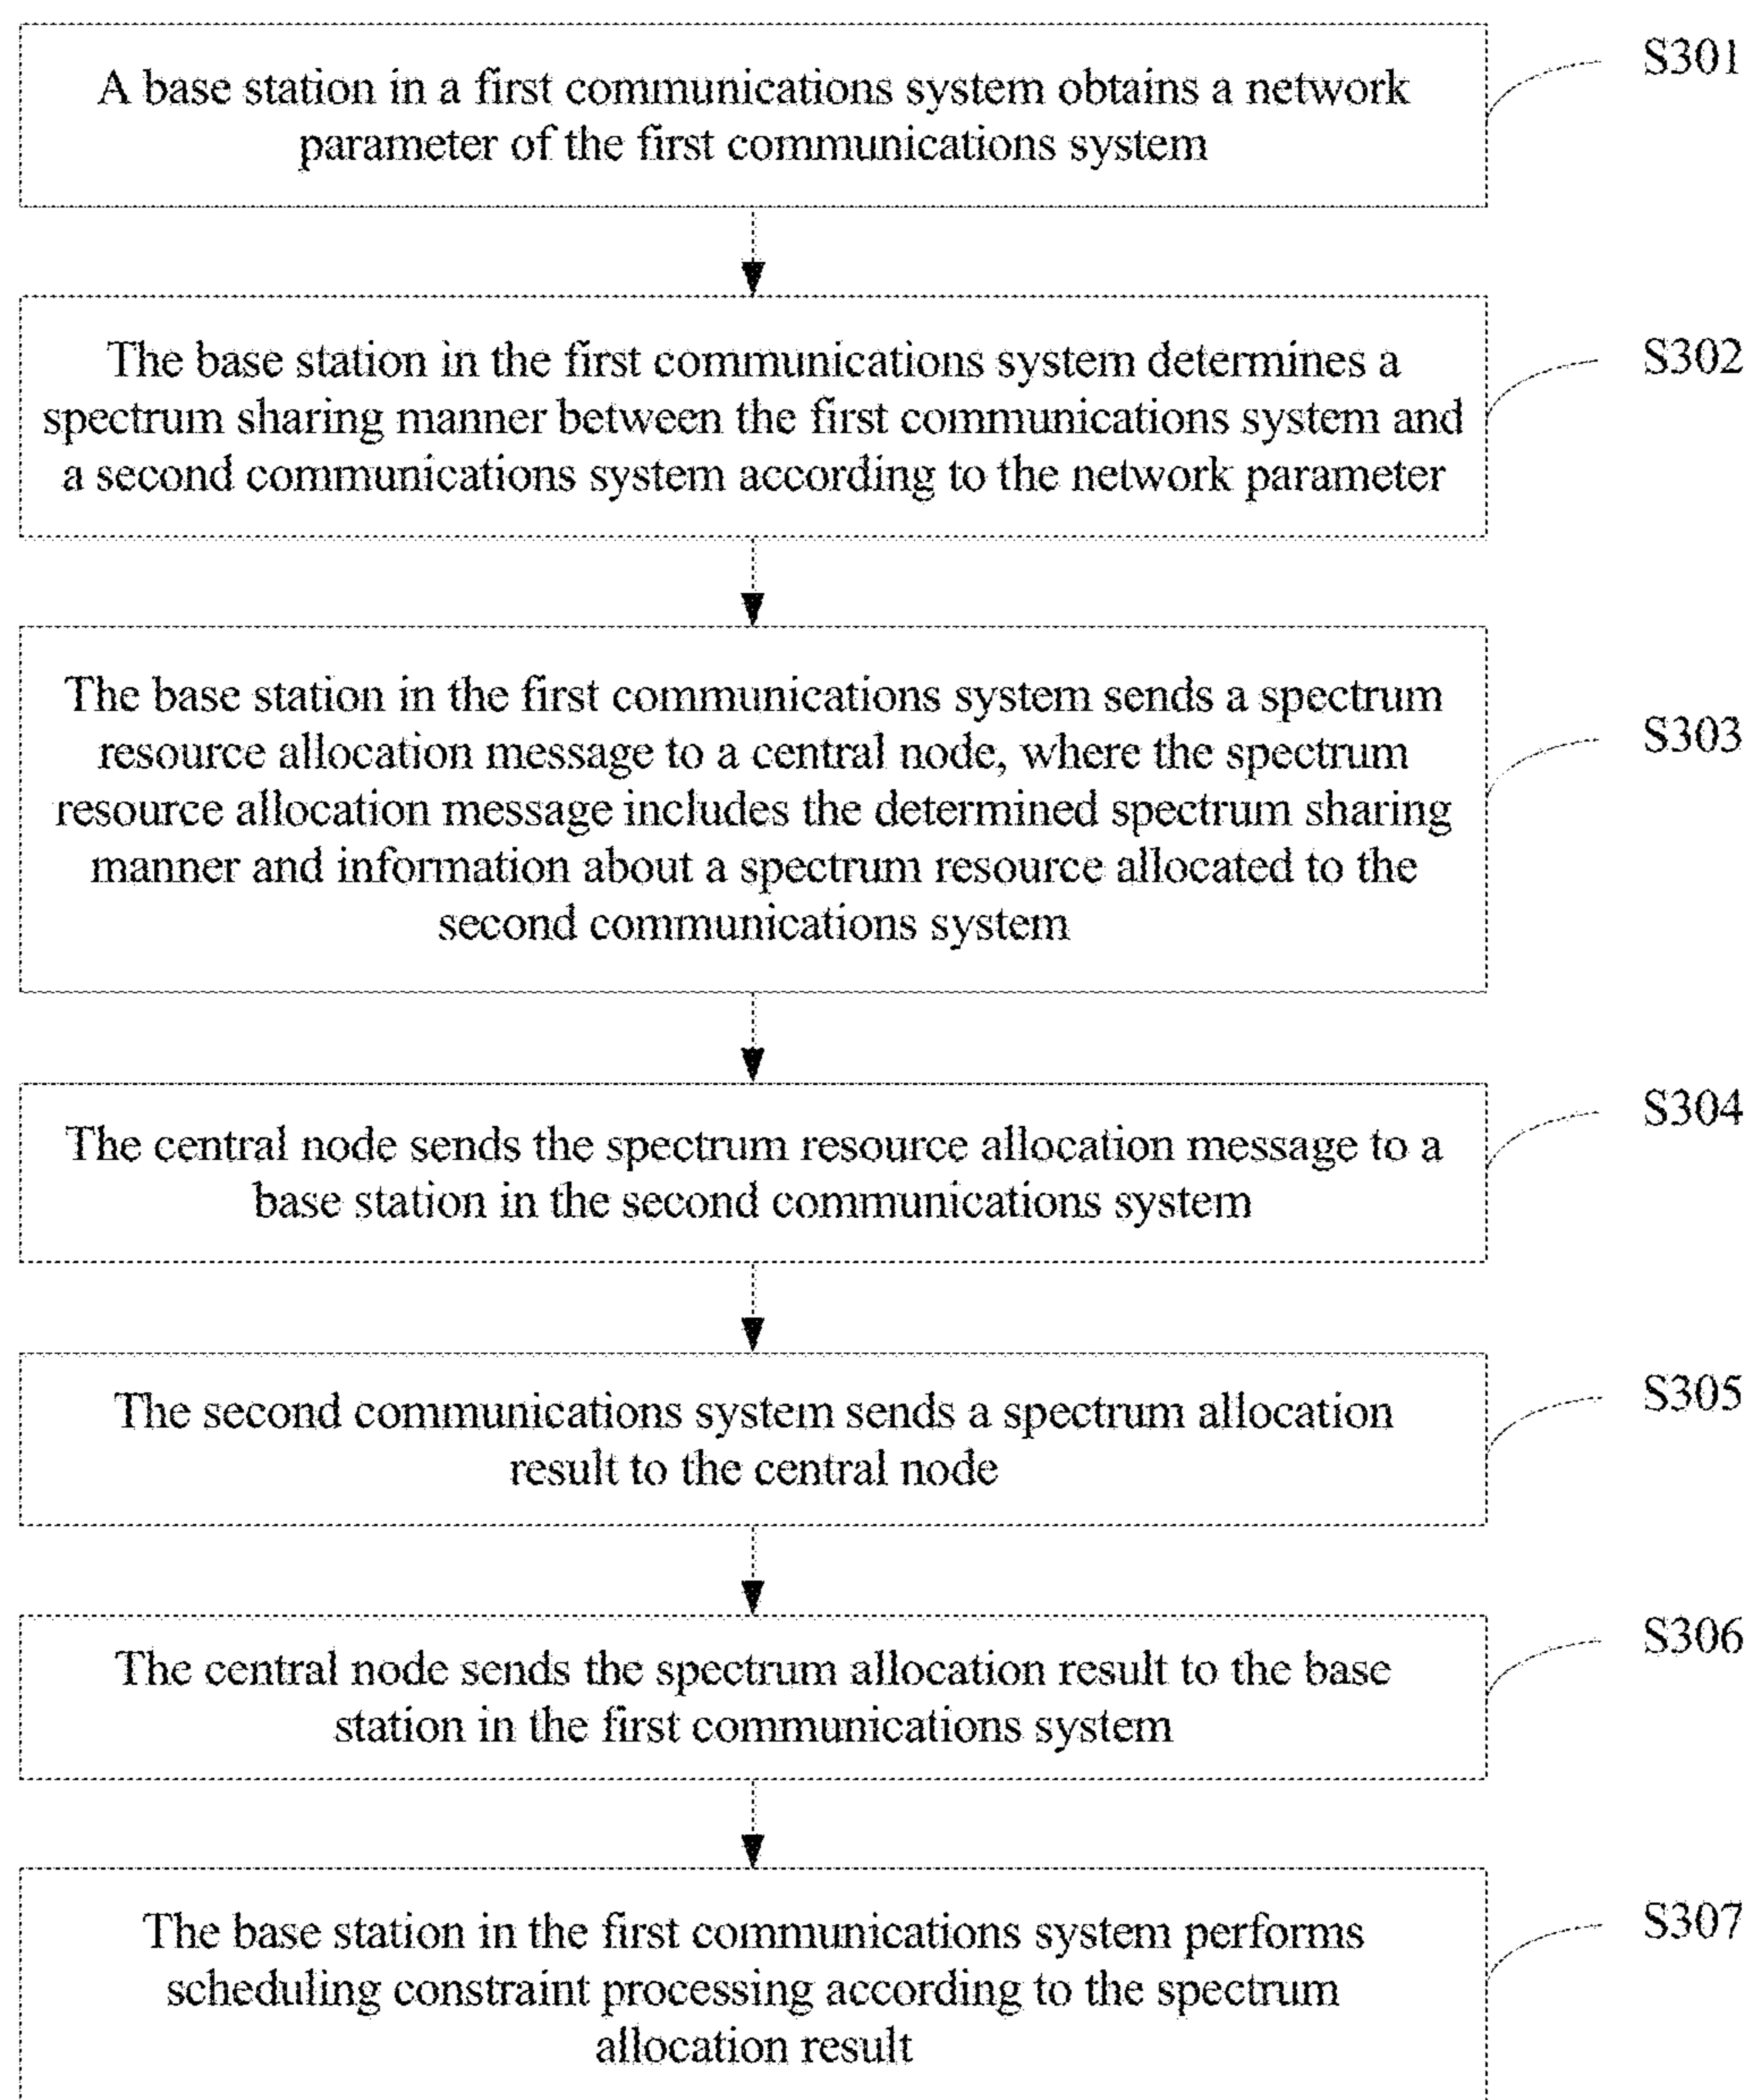 A base station in a first communications system obtains a network
parameter of the first communications system
S301
The base station in the first communications system determines a
spectrum sharing manner between the first communications system and
a second communications system according to the network parameter
S302
The base station in the first communications system sends a spectrum
resource allocation message to a central node, where the spectrum
resource allocation message includes the determined spectrum sharing
manner and information about a spectrum resource allocated to the
second communications system
S303
The central node sends the spectrum resource allocation message to a
base station in the second communications system
S304
The second communications system sends a spectrum allocation
result to the central node
S305
The central node sends the spectrum allocation result to the base
station in the first communications system
S306
The base station in the first communications system performs
scheduling constraint processing according to the spectrum
allocation result
S307